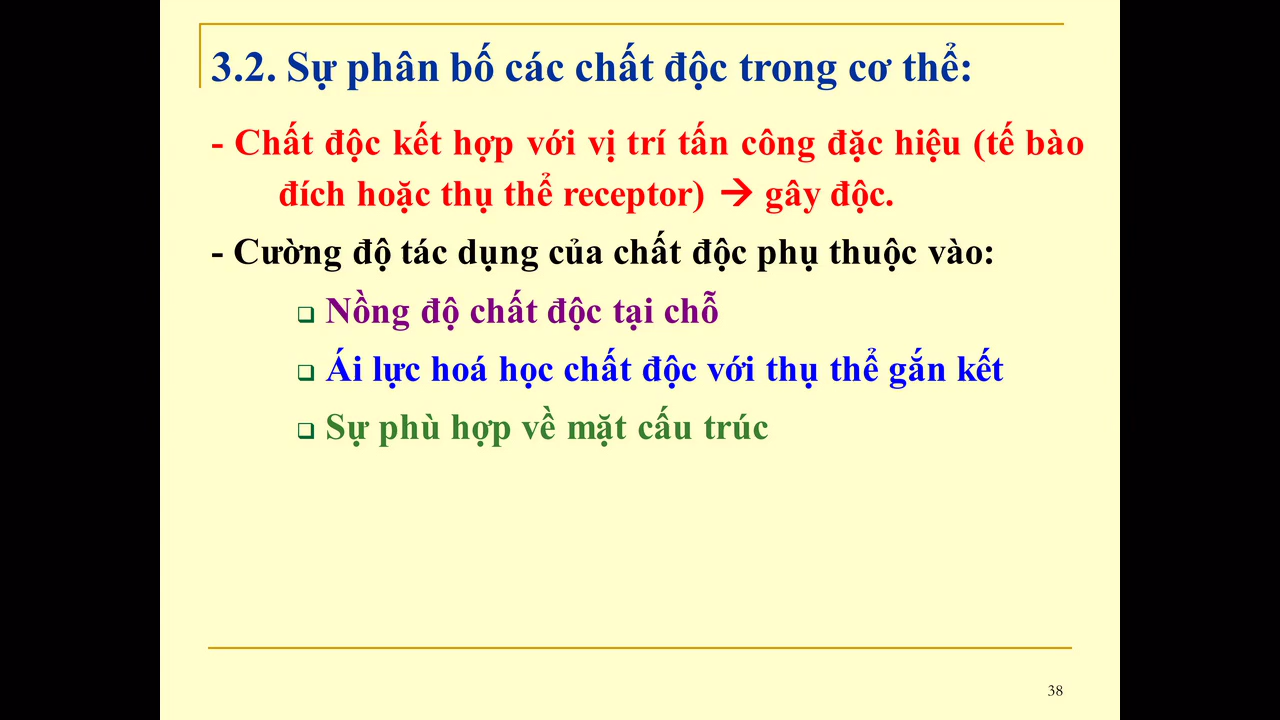 3.2. Sự phân bố các chất độc trong cơ thể:
- Chất độc kết hợp với vị trí tấn công đặc hiệu (tế bào
đích hoặc thụ thể receptor) → gây độc.
- Cường độ tác dụng của chất độc phụ thuộc vào:
❑ Nồng độ chất độc tại chỗ
❑ Ái lực hoá học chất độc với thụ thể gắn kết
❑ Sự phù hợp về mặt cấu trúc
38